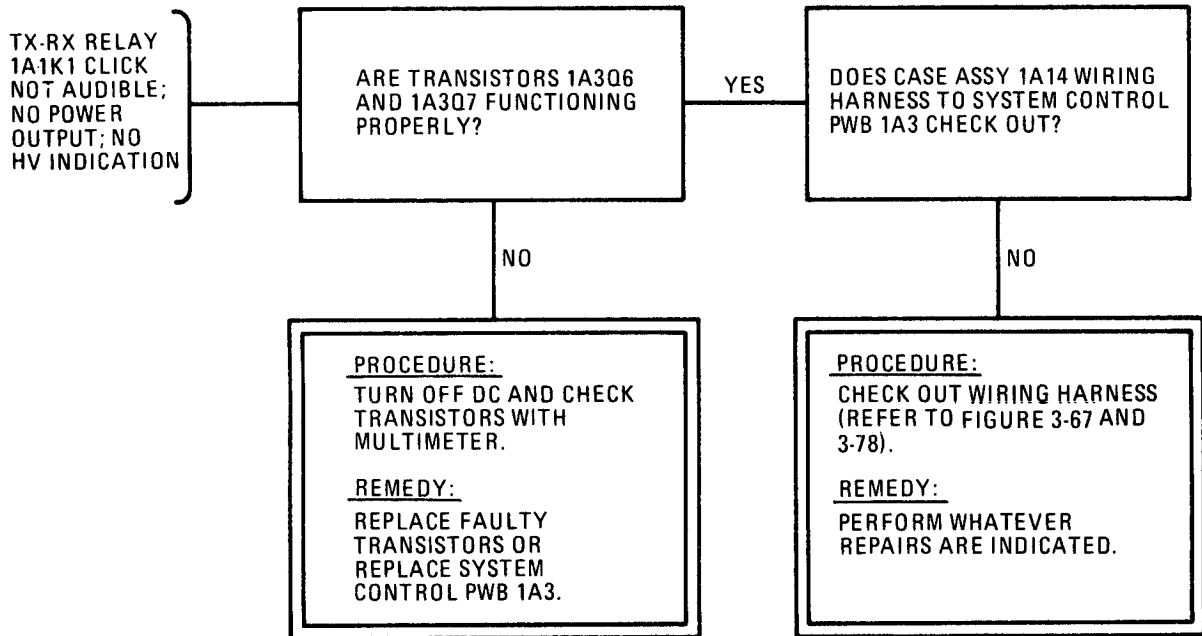 TX-RX RELAY
1A1K1 CLICK
NOT AUDIBLE;
NO POWER
OUTPUT; NO
HV INDICATION
ARE TRANSISTORS 1A3Q6
AND 1A3Q7 FUNCTIONING
PROPERLY?
YES
DOES CASE ASSY 1A14 WIRING
HARNESS TO SYSTEM CONTROL
PWB 1A3 CHECK OUT?
NO
PROCEDURE:
TURN OFF DC AND CHECK
TRANSISTORS WITH
MULTIMETER.
REMEDY:
REPLACE FAULTY
TRANSISTORS OR
REPLACE SYSTEM
CONTROL PWB 1A3.
NO
PROCEDURE:
CHECK OUT WIRING HARNESS
(REFER TO FIGURE 3-67 AND
3-78).
REMEDY:
PERFORM WHATEVER
REPAIRS ARE INDICATED.